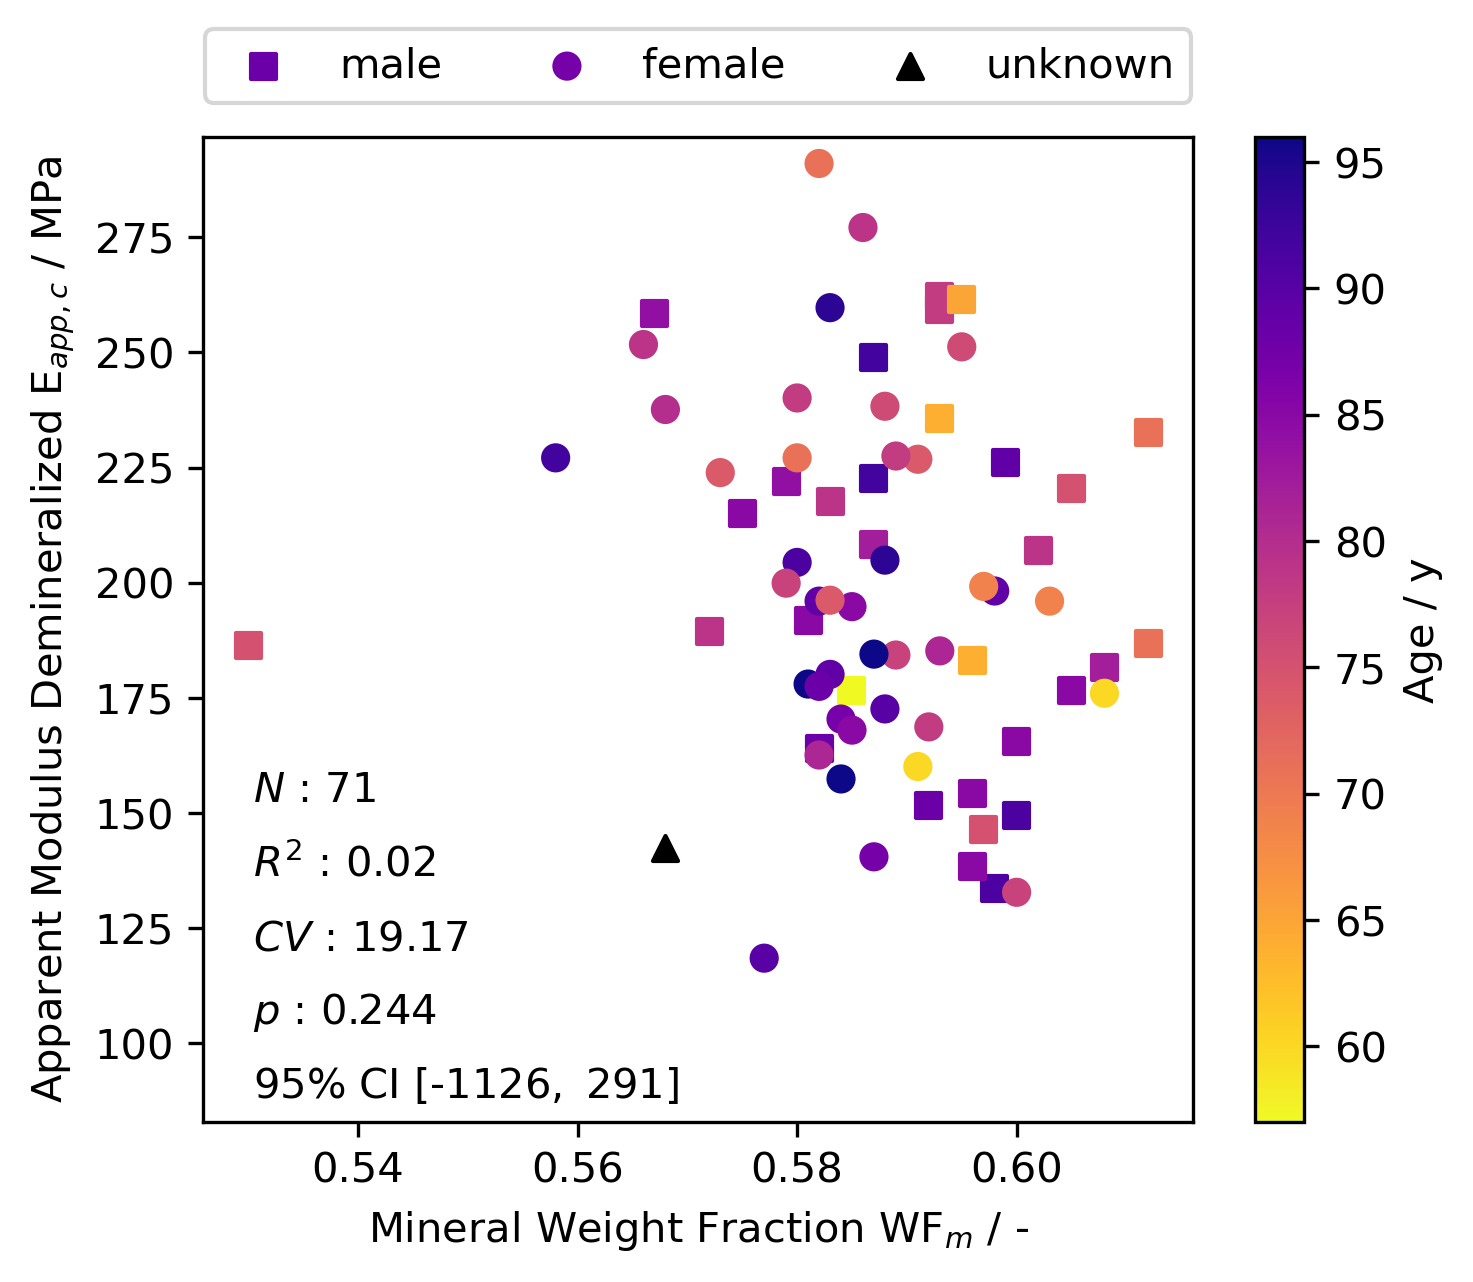 male female unknown
Apparent Modulus Demineralized E_{app, c} / MPa
275
250
225
200
175
150
125
100
N : 71
R² : 0.02
CV : 19.17
p : 0.244
95% CI [-1126, 291]
0.54 0.56 0.58 0.60
Mineral Weight Fraction WF_m / -
95
90
85
80
75
70
65
60
Age / y